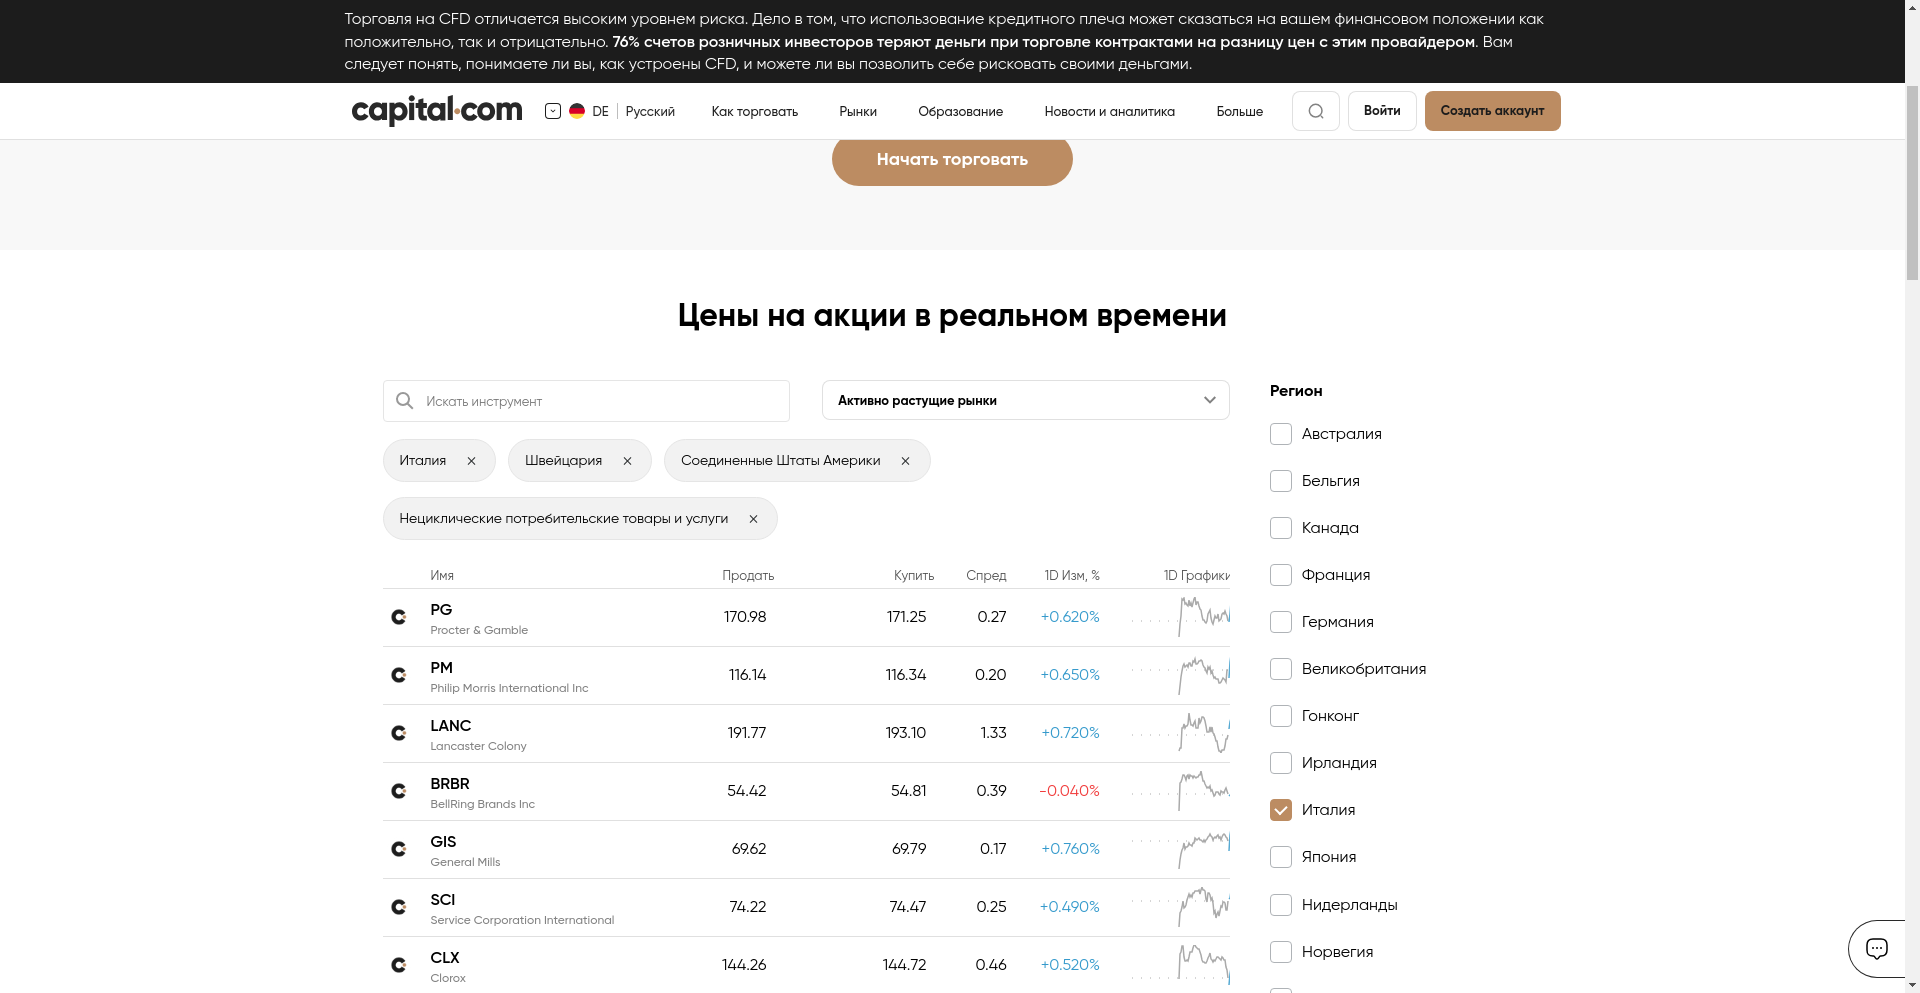 Торговля на CFD отличается высоким уровнем риска. Дело в том, что использование кредитного плеча может сказаться на вашем финансовом положении как
положительно, так и отрицательно. 76% счетов розничных инвесторов теряют деньги при торговле контрактами на разницу цен с этим провайдером. Вам
следует понять, понимаете ли вы, как устроены CFD, и можете ли вы позволить себе рисковать своими деньгами.
capital.com DE Русский Как торговать Рынки Образование Новости и аналитика Больше Войти Создать аккаунт
Начать торговать
Цены на акции в реальном времени
Искать инструмент
Активно растущие рынки
Италия
Швейцария
Соединенные Штаты Америки
Нециклические потребительские товары и услуги
Имя Продать Купить Спред 1D Изм, % 1D Графики
PG 170.98 171.25 0.27 +0.620%
Procter & Gamble
PM 116.14 116.34 0.20 +0.650%
Philip Morris International Inc
LANC 191.77 193.10 1.33 +0.720%
Lancaster Colony
BRBR 54.42 54.81 0.39 -0.040%
BellRing Brands Inc
GIS 69.62 69.79 0.17 +0.760%
General Mills
SCI 74.22 74.47 0.25 +0.490%
Service Corporation International
CLX 144.26 144.72 0.46 +0.520%
Clorox
Регион
Австралия
Бельгия
Канада
Франция
Германия
Великобритания
Гонконг
Ирландия
Италия
Япония
Нидерланды
Норвегия